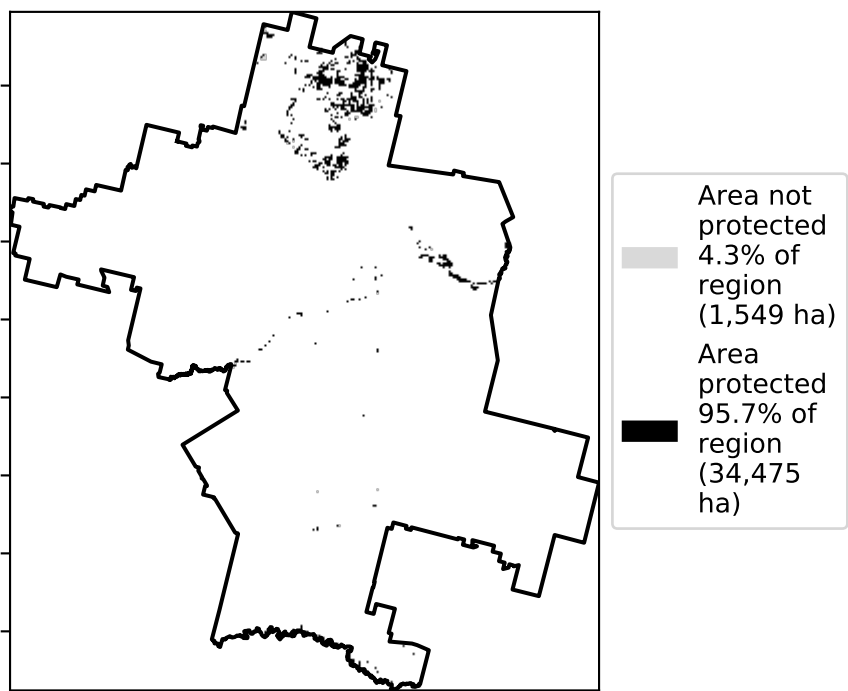 Area not
protected
4.3% of
region
(1,549 ha)
Area
protected
95.7% of
region
(34,475
ha)